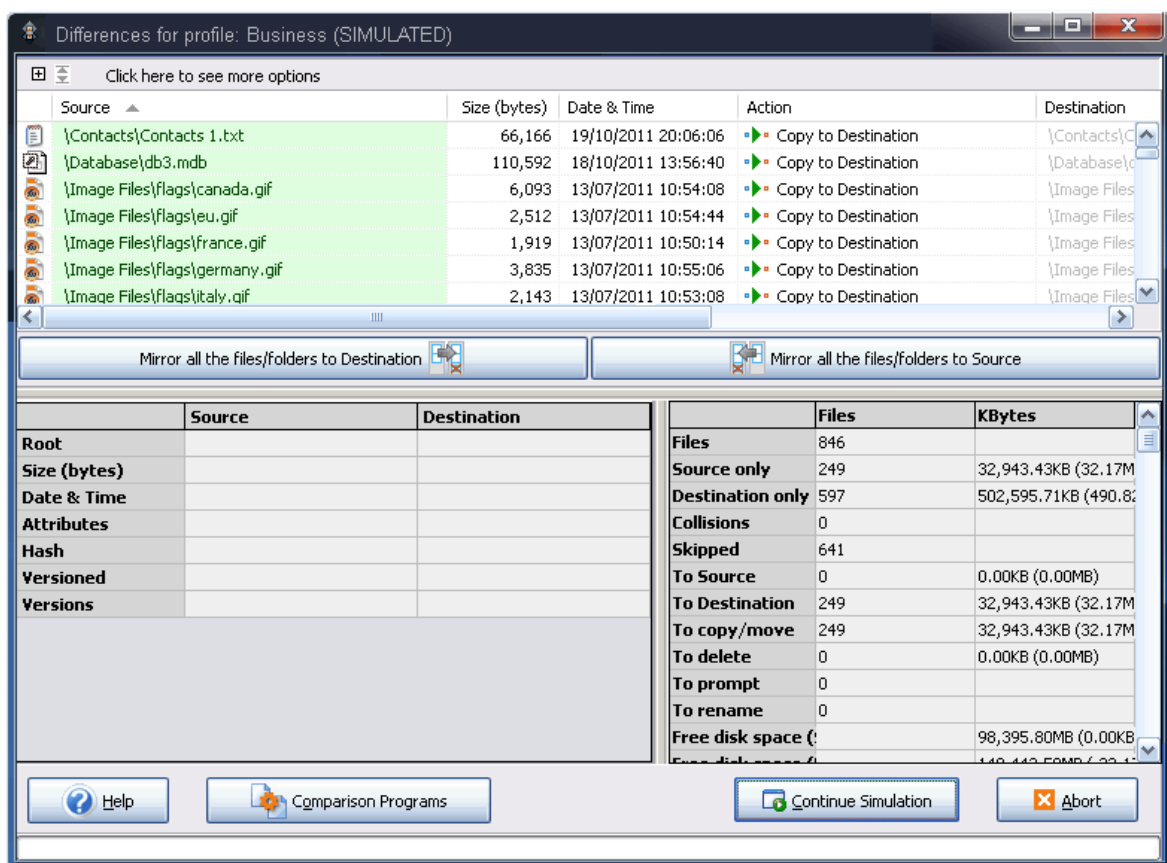 Differences for profile: Business (SIMULATED)
Click here to see more options
Source Size (bytes) Date & Time Action Destination
\Contacts\Contacts 1.txt 66,166 19/10/2011 20:06:06 Copy to Destination \Contacts\C
\Database\db3.mdb 110,592 18/10/2011 13:56:40 Copy to Destination \Database\d
\Image Files\flags\canada.gif 6,093 13/07/2011 10:54:08 Copy to Destination \Image Files
\Image Files\flags\eu.gif 2,512 13/07/2011 10:54:44 Copy to Destination \Image Files
\Image Files\flags\france.gif 1,919 13/07/2011 10:50:14 Copy to Destination \Image Files
\Image Files\flags\germany.gif 3,835 13/07/2011 10:55:06 Copy to Destination \Image Files
\Image Files\flags\italy.gif 2,143 13/07/2011 10:53:08 Copy to Destination \Image Files
Mirror all the files/folders to Destination Mirror all the files/folders to Source
Source Destination
Root
Size (bytes)
Date & Time
Attributes
Hash
Versioned
Versions
Files KBytes
Files 846
Source only 249 32,943.43KB (32.17M
Destination only 597 502,595.71KB (490.82
Collisions 0
Skipped 641
To Source 0 0.00KB (0.00MB)
To Destination 249 32,943.43KB (32.17M
To copy/move 249 32,943.43KB (32.17M
To delete 0 0.00KB (0.00MB)
To prompt 0
To rename 0
Free disk space ( 98,395.80MB (0.00KB
Free disk space (
Help Comparison Programs Continue Simulation Abort